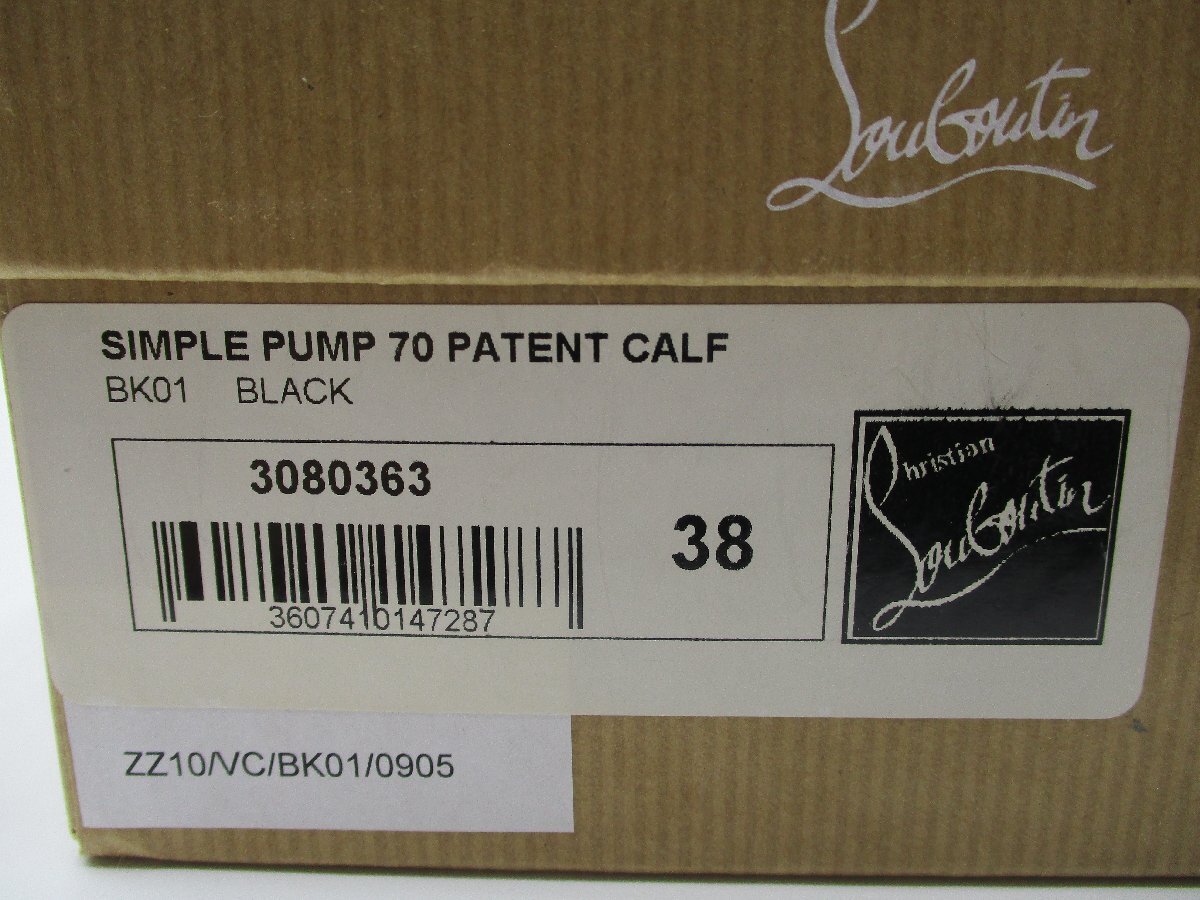 Louboutin
SIMPLE PUMP 70 PATENT CALF
BK01 BLACK
3080363
38
3607410147287
Christian
Louboutin
ZZ10/VC/BK01/0905